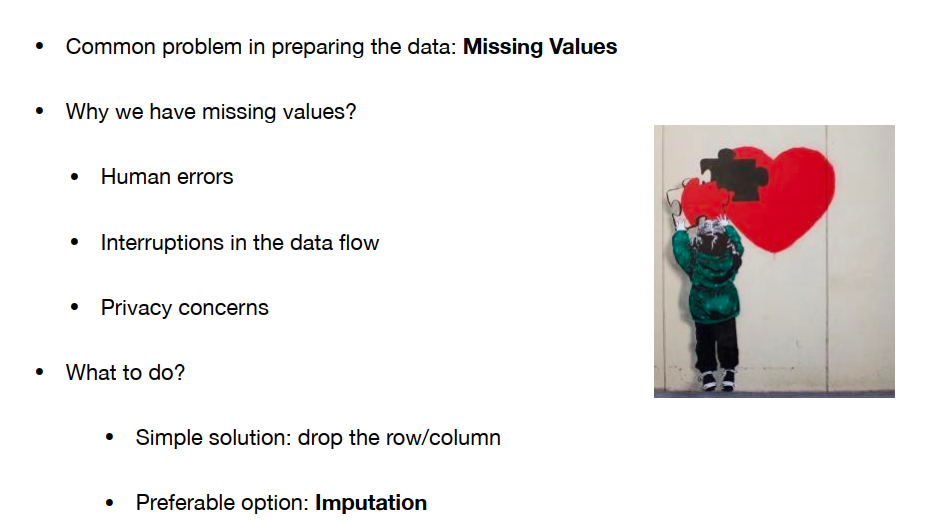 Common problem in preparing the data: Missing Values
Why we have missing values?
Human errors
Interruptions in the data flow
Privacy concerns
What to do?
Simple solution: drop the row/column
Preferable option: Imputation